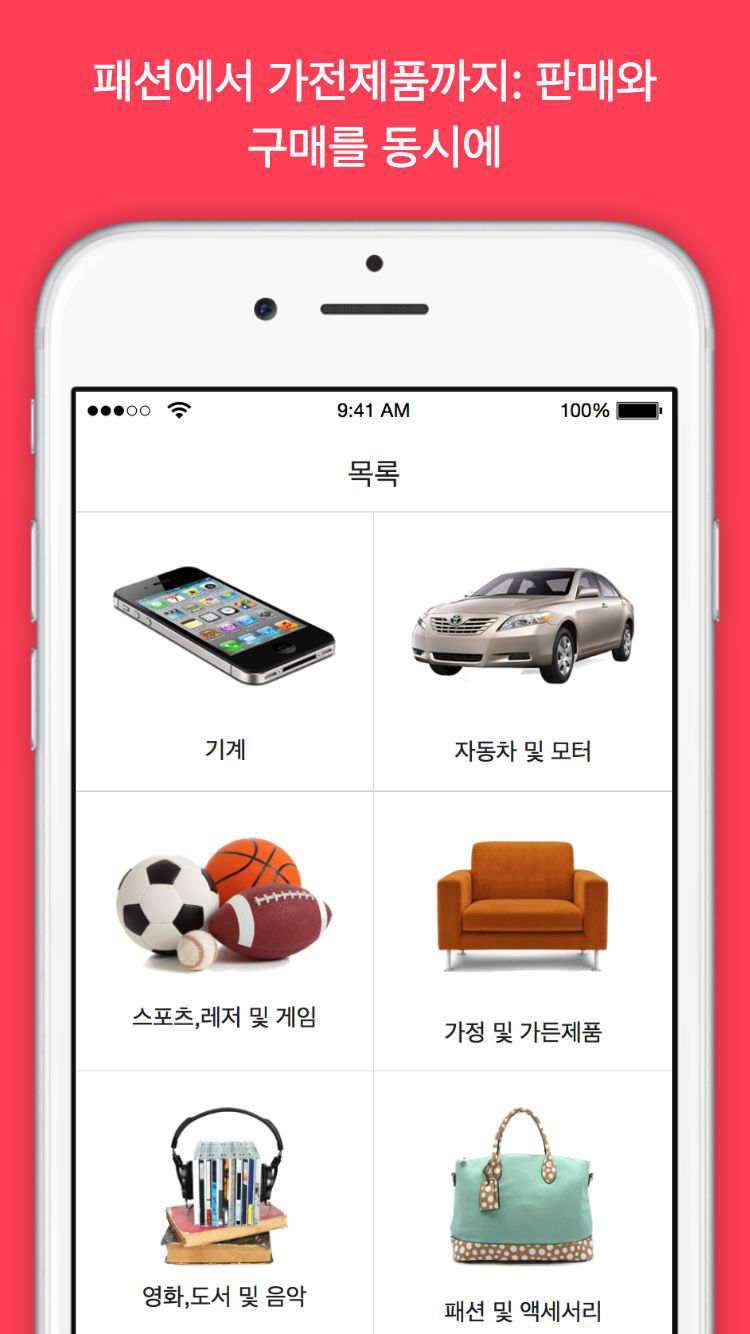 패션에서 가전제품까지: 판매와
구매를 동시에
9:41 AM
100%
목록
기계
자동차 및 모터
스포츠,레저 및 게임
가정 및 가든제품
영화,도서 및 음악
패션 및 액세서리